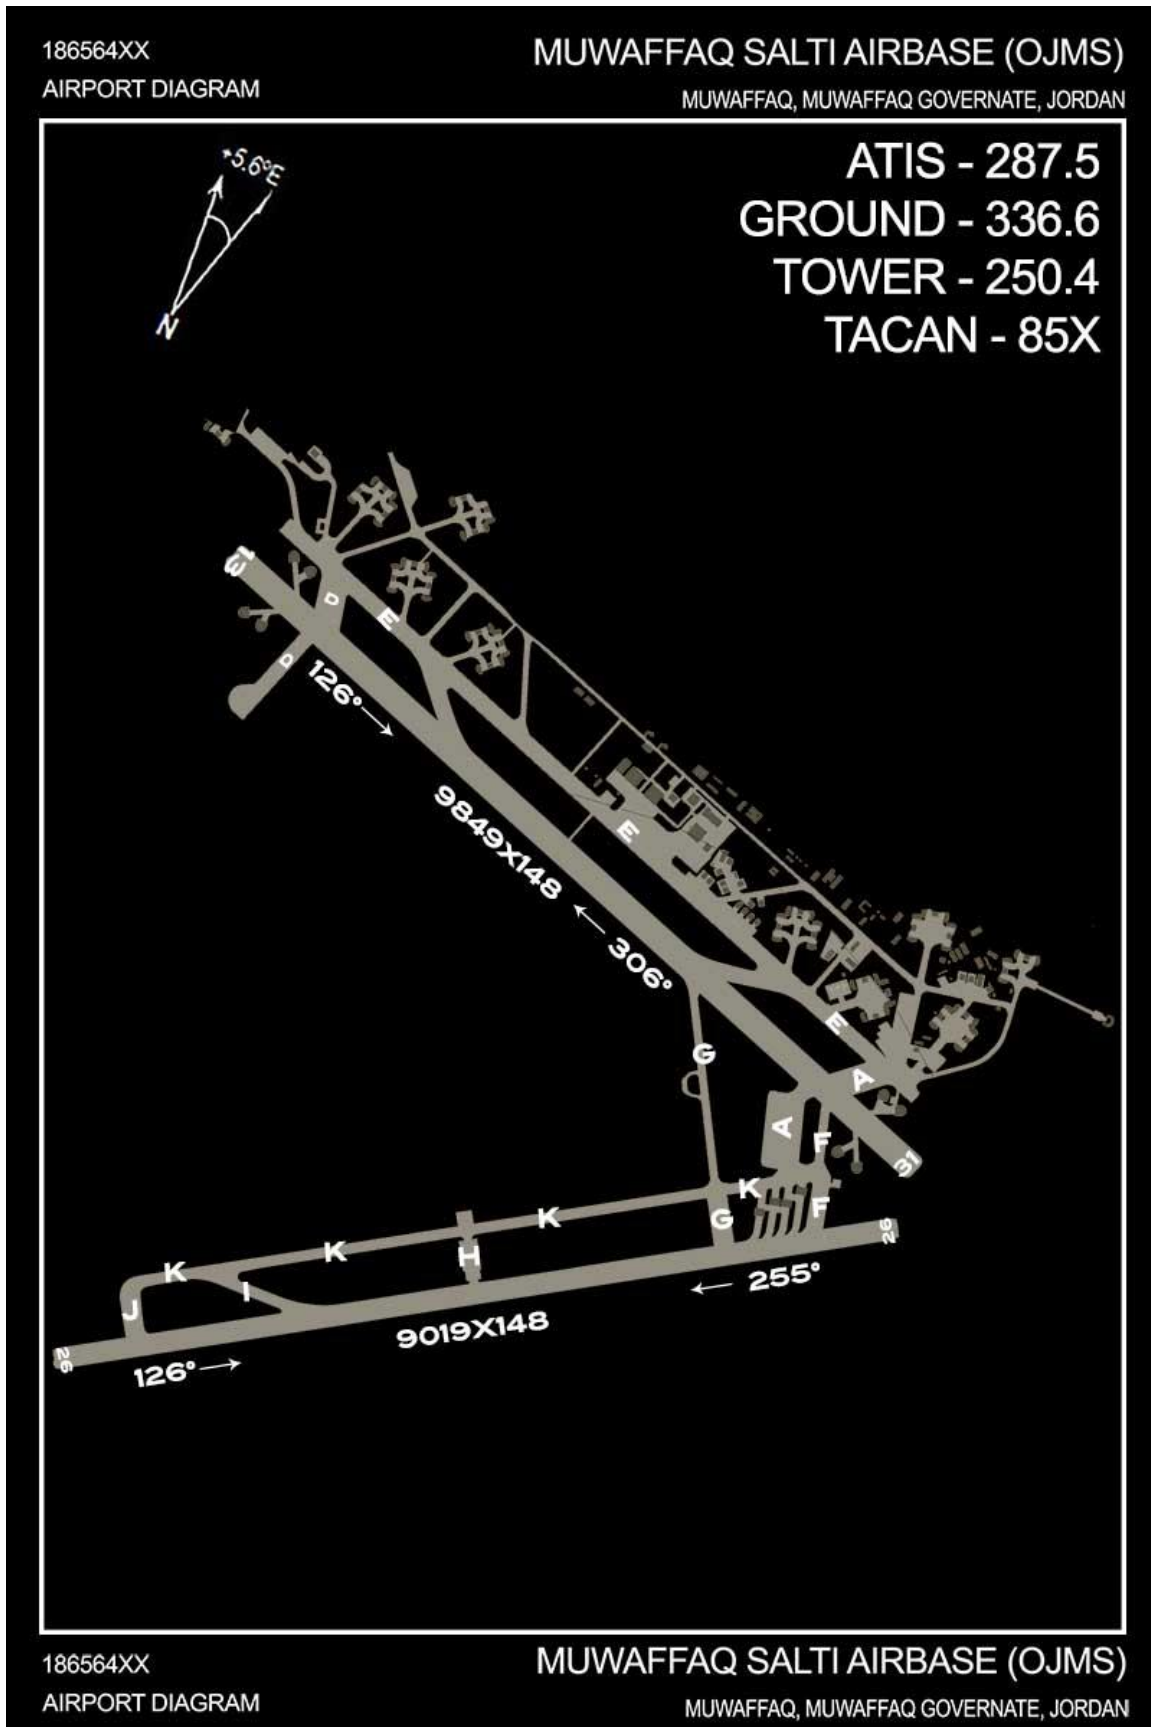 186564XX
MUWAFFAQ SALTI AIRBASE (OJMS)
AIRPORT DIAGRAM
MUWAFFAQ, MUWAFFAQ GOVERNATE, JORDAN
+5.6°E
N
ATIS - 287.5
GROUND - 336.6
TOWER - 250.4
TACAN - 85X
13
D
E
D
126°
9849X148
E
306°
E
G
A
A
F
31
K
G
F
K
26
H
K
K
255°
I
J
9019X148
26
126°
186564XX
MUWAFFAQ SALTI AIRBASE (OJMS)
AIRPORT DIAGRAM
MUWAFFAQ, MUWAFFAQ GOVERNATE, JORDAN